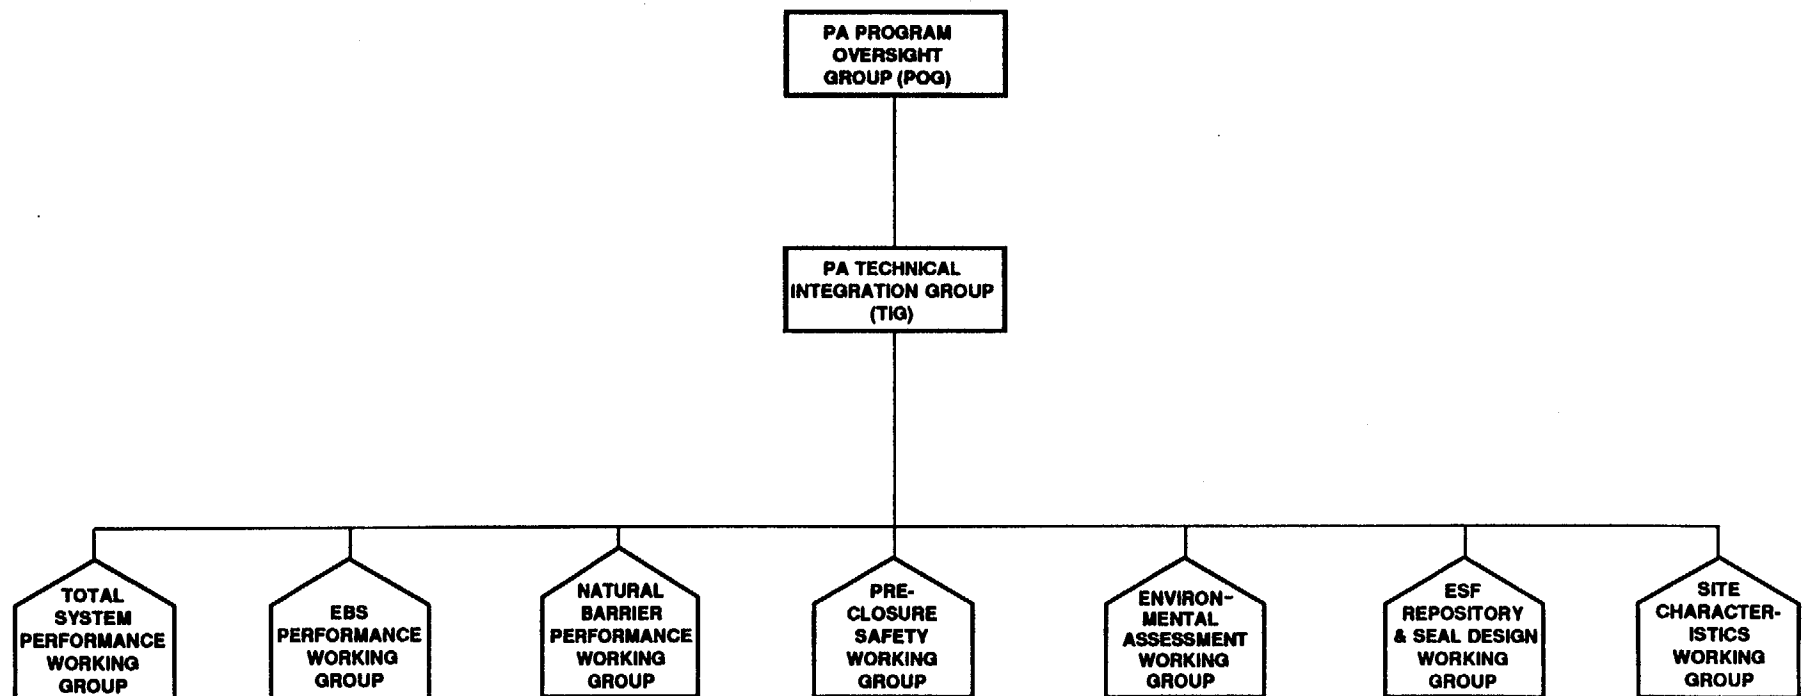 PA PROGRAM
OVERSIGHT
GROUP (POG)
PA TECHNICAL
INTEGRATION GROUP
(TIG)
TOTAL
SYSTEM
PERFORMANCE
WORKING
GROUP
EBS
PERFORMANCE
WORKING
GROUP
NATURAL
BARRIER
PERFORMANCE
WORKING
GROUP
PRE-
CLOSURE
SAFETY
WORKING
GROUP
ENVIRON-
MENTAL
ASSESSMENT
WORKING
GROUP
ESF
REPOSITORY
& SEAL DESIGN
WORKING
GROUP
SITE
CHARACTER-
ISTICS
WORKING
GROUP